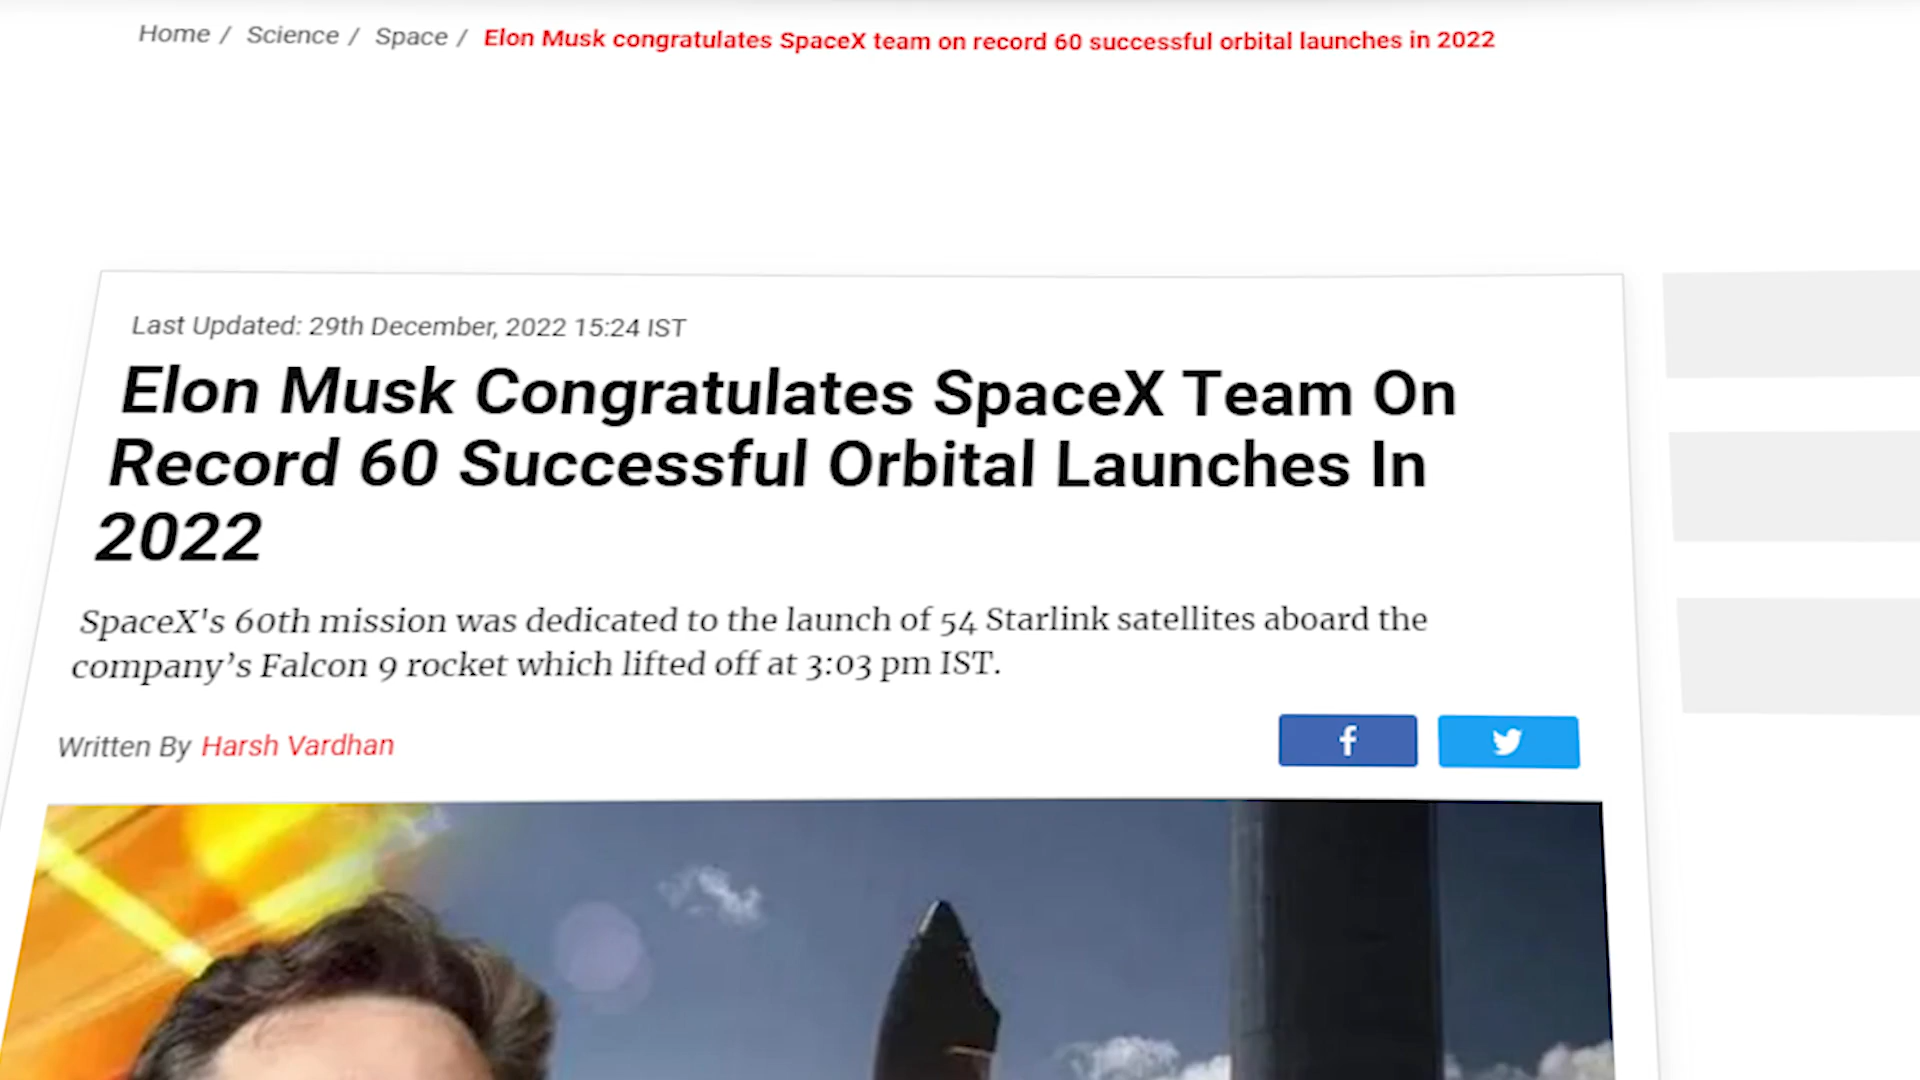 Home / Science / Space / Elon Musk congratulates SpaceX team on record 60 successful orbital launches in 2022
Last Updated: 29th December, 2022 15:24 IST
Elon Musk Congratulates SpaceX Team On
Record 60 Successful Orbital Launches In
2022
SpaceX's 60th mission was dedicated to the launch of 54 Starlink satellites aboard the
company’s Falcon 9 rocket which lifted off at 3:03 pm IST.
Written By Harsh Vardhan